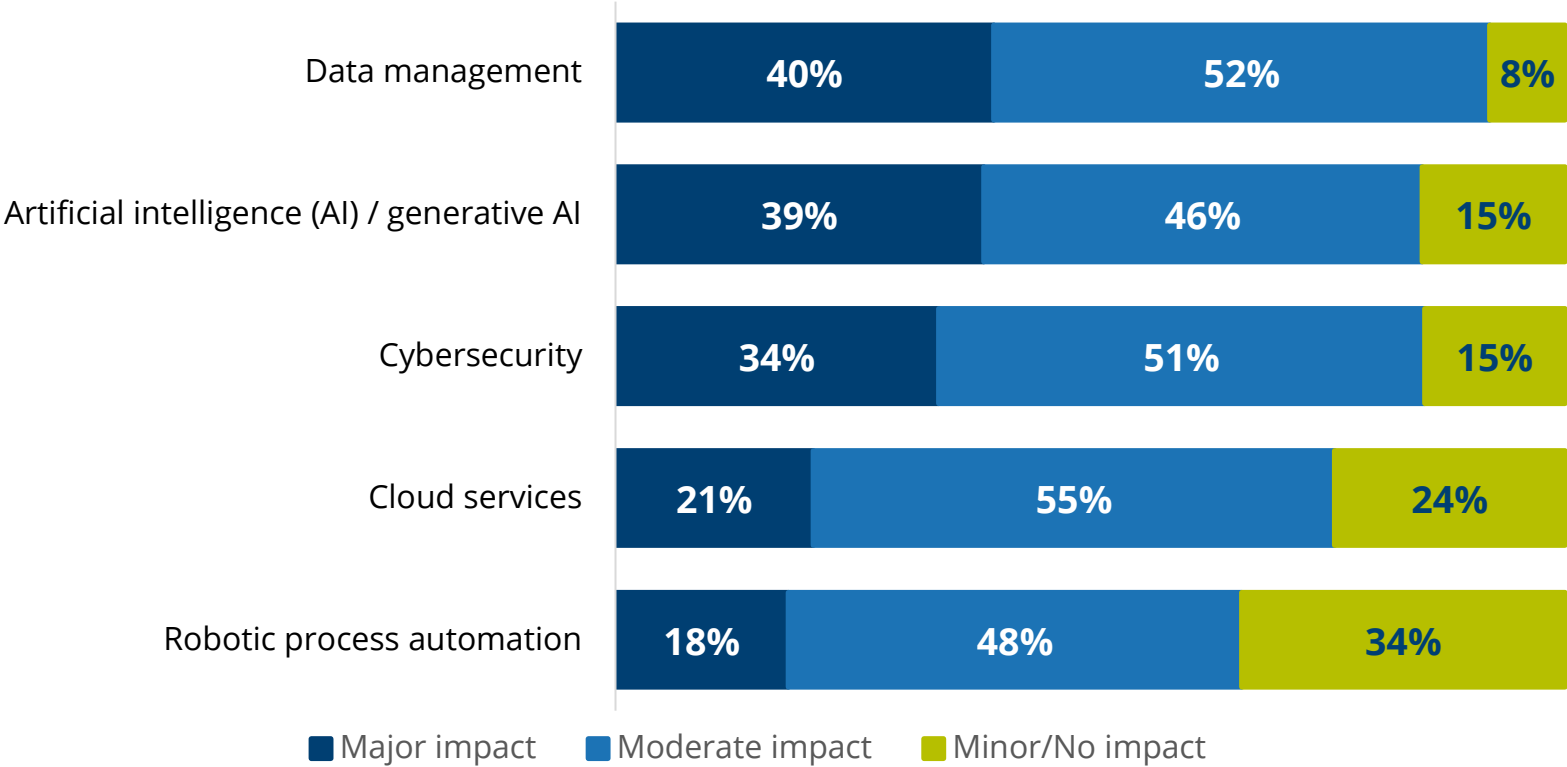 Data management 40% 52% 8%
Artificial intelligence (AI) / generative AI 39% 46% 15%
Cybersecurity 34% 51% 15%
Cloud services 21% 55% 24%
Robotic process automation 18% 48% 34%
Major impact Moderate impact Minor/No impact